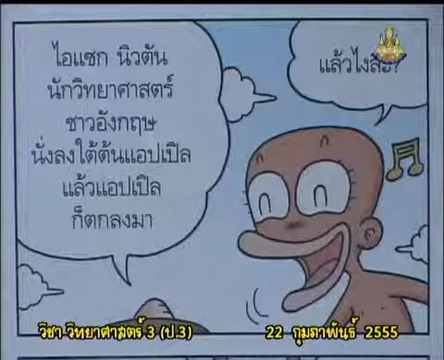 ไอแซก นิวตัน
นักวิทยาศาสตร์
ชาวอังกฤษ
นั่งลงใต้ต้นแอปเปิล
แล้วแอปเปิล
ก็ตกลงมา
แล้วไงล่ะ?
วิชา วิทยาศาสตร์ 3 (ป.3)
22 กุมภาพันธ์ 2555